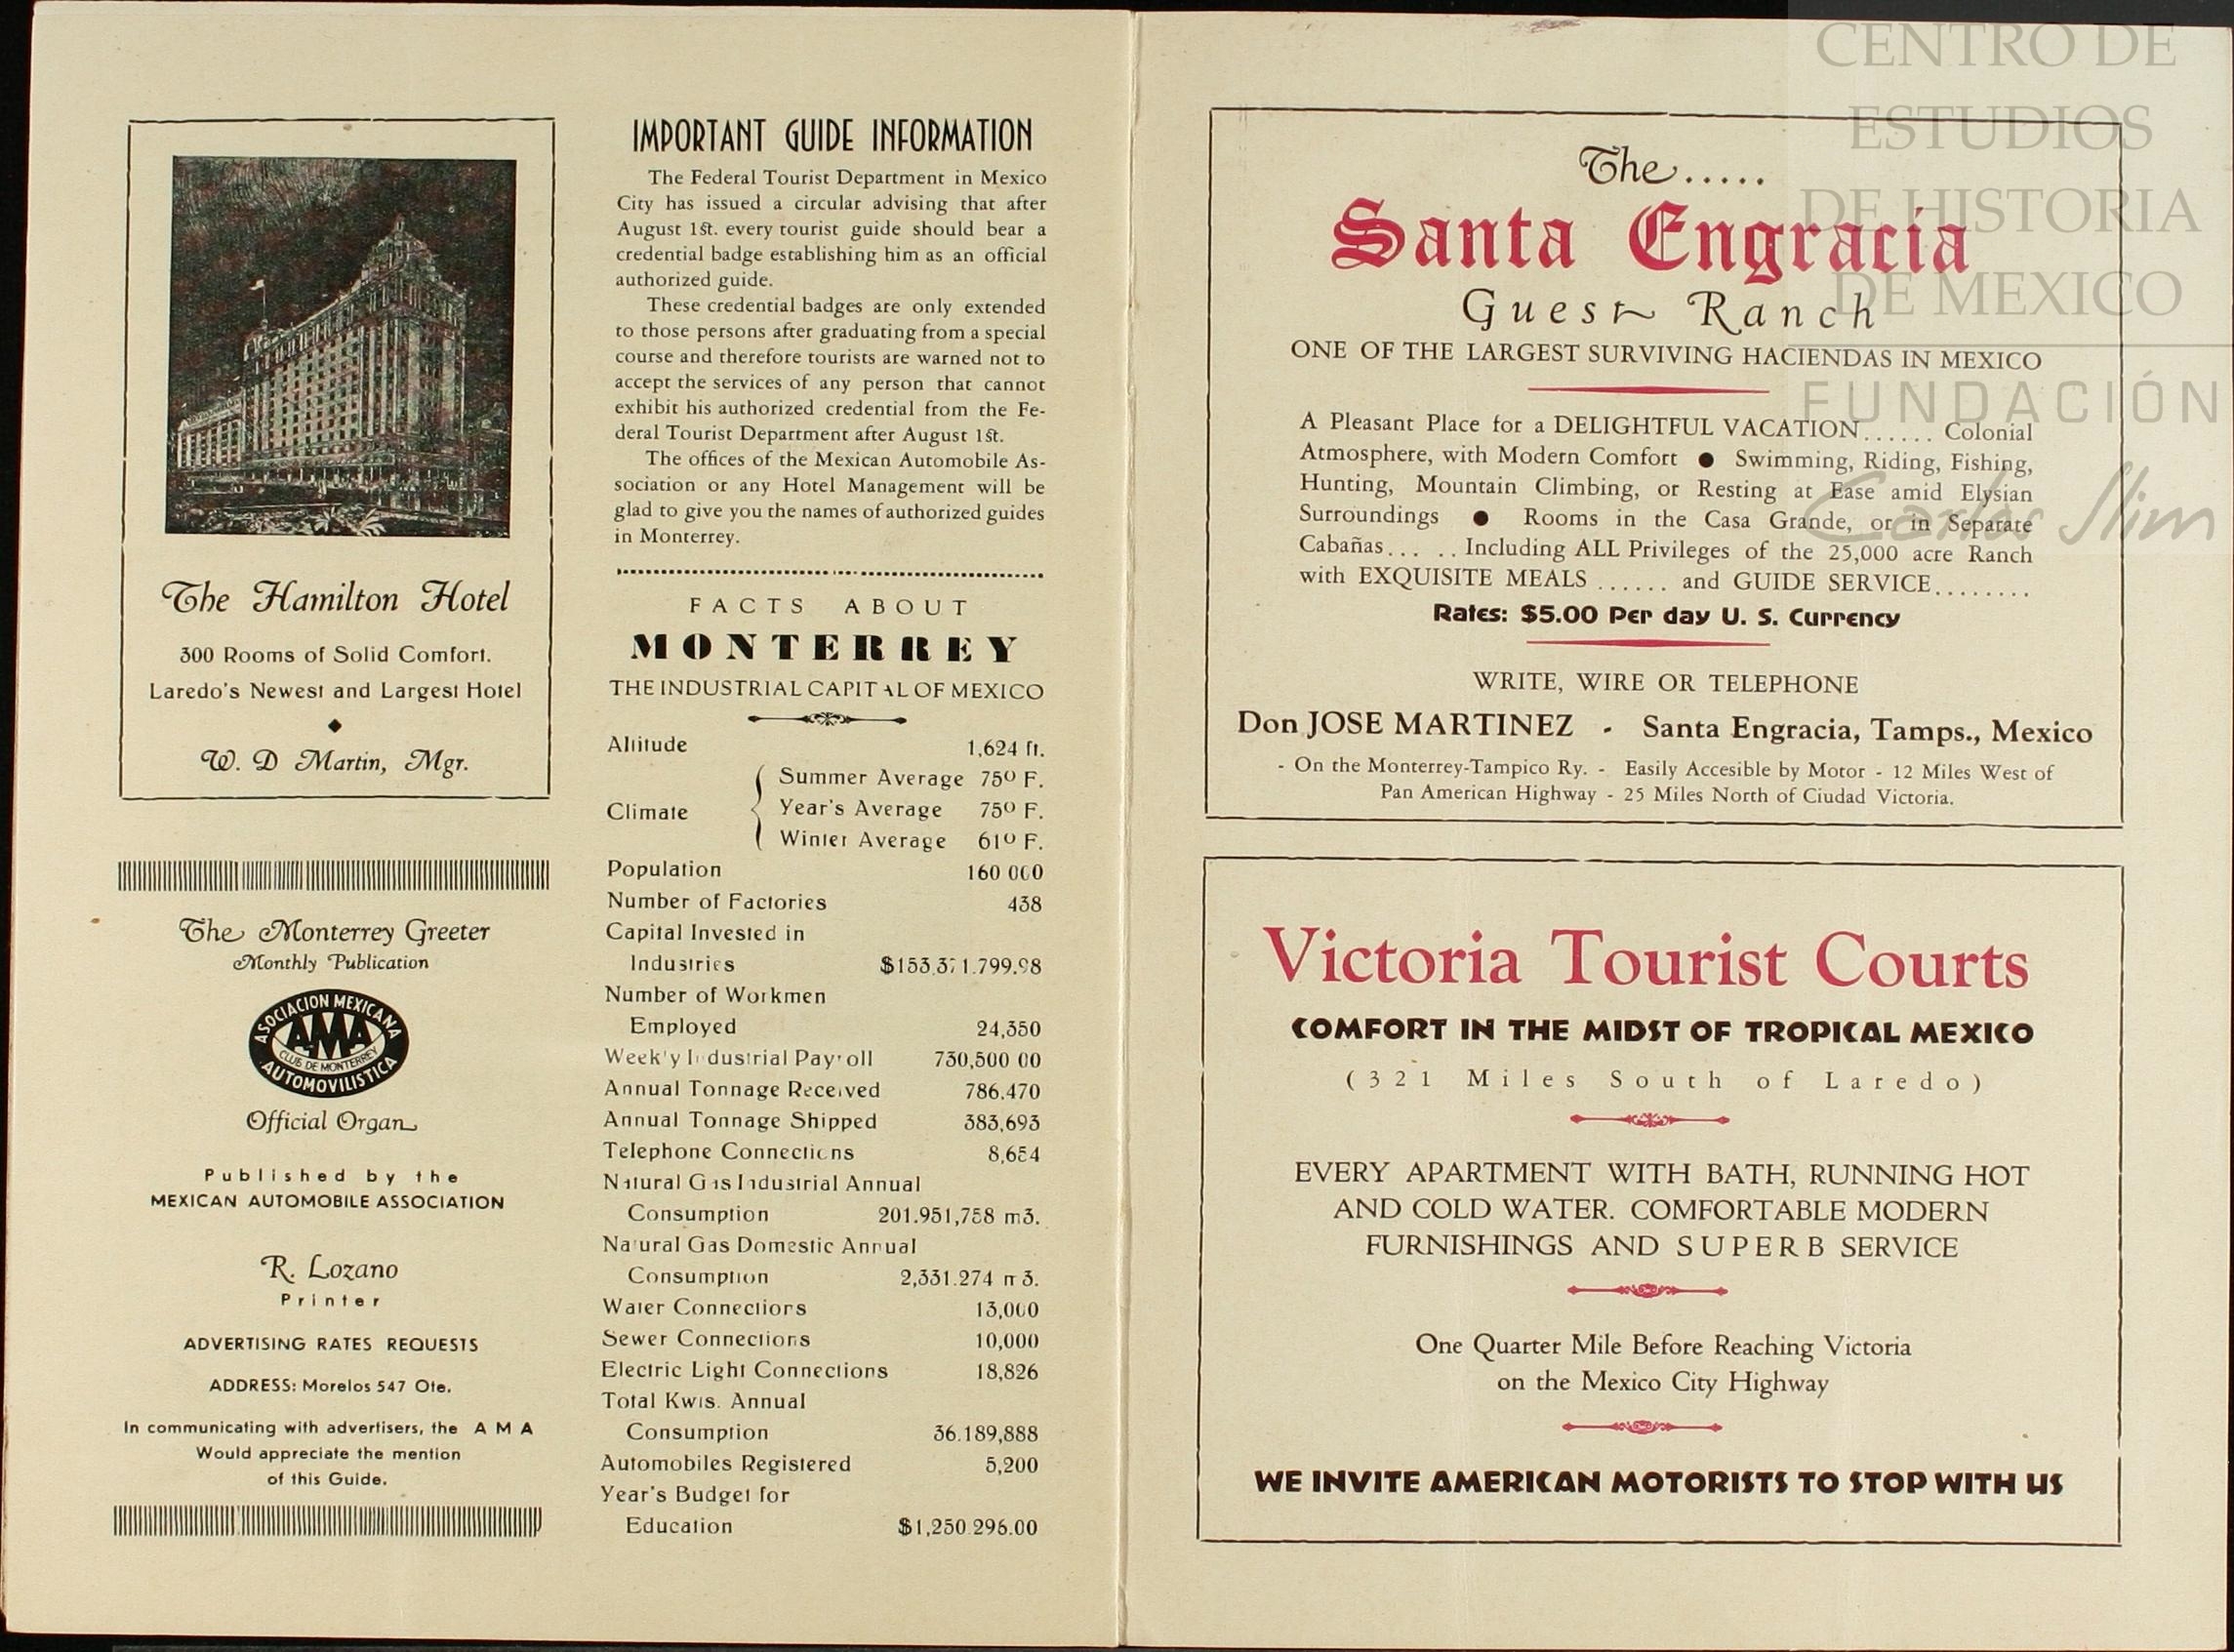 The Hamilton Hotel
300 Rooms of Solid Comfort.
Laredo's Newest and Largest Hotel
W. D Martin, Mgr.
The Monterrey Greeter
Monthly Publication
ASOCIACION MEXICANA
AMA
CLUB DE MONTERREY
AUTOMOVILISTICA
Official Organ
Published by the
MEXICAN AUTOMOBILE ASSOCIATION
R. Lozano
Printer
ADVERTISING RATES REQUESTS
ADDRESS: Morelos 547 Ote.
In communicating with advertisers, the A M A
Would appreciate the mention
of this Guide.
IMPORTANT GUIDE INFORMATION
The Federal Tourist Department in Mexico
City has issued a circular advising that after
August 1st. every tourist guide should bear a
credential badge establishing him as an official
authorized guide.
These credential badges are only extended
to those persons after graduating from a special
course and therefore tourists are warned not to
accept the services of any person that cannot
exhibit his authorized credential from the Fe-
deral Tourist Department after August 1st.
The offices of the Mexican Automobile As-
sociation or any Hotel Management will be
glad to give you the names of authorized guides
in Monterrey.
FACTS ABOUT
MONTERREY
THE INDUSTRIAL CAPITAL OF MEXICO
Altitude 1,624 ft.
Summer Average 75º F.
Climate Year's Average 75º F.
Winter Average 61º F.
Population 160 000
Number of Factories 438
Capital Invested in
Industries $153.371.799.98
Number of Workmen
Employed 24,350
Weekly Industrial Payroll 730,500 00
Annual Tonnage Received 786,470
Annual Tonnage Shipped 383,693
Telephone Connections 8,654
Natural Gas Industrial Annual
Consumption 201.951,758 m3.
Natural Gas Domestic Annual
Consumption 2,331.274 m3.
Water Connections 13,000
Sewer Connections 10,000
Electric Light Connections 18,826
Total Kwts. Annual
Consumption 36.189,888
Automobiles Registered 5,200
Year's Budget for
Education $1,250.296.00
The.....
Santa Engracia
Guest Ranch
ONE OF THE LARGEST SURVIVING HACIENDAS IN MEXICO
A Pleasant Place for a DELIGHTFUL VACATION...... Colonial
Atmosphere, with Modern Comfort ● Swimming, Riding, Fishing,
Hunting, Mountain Climbing, or Resting at Ease amid Elysian
Surroundings ● Rooms in the Casa Grande, or in Separate
Cabañas... .. Including ALL Privileges of the 25,000 acre Ranch
with EXQUISITE MEALS ...... and GUIDE SERVICE........
Rates: $5.00 Per day U. S. Currency
WRITE, WIRE OR TELEPHONE
Don JOSE MARTINEZ - Santa Engracia, Tamps., Mexico
- On the Monterrey-Tampico Ry. - Easily Accesible by Motor - 12 Miles West of
Pan American Highway - 25 Miles North of Ciudad Victoria.
Victoria Tourist Courts
COMFORT IN THE MIDST OF TROPICAL MEXICO
(321 Miles South of Laredo)
EVERY APARTMENT WITH BATH, RUNNING HOT
AND COLD WATER. COMFORTABLE MODERN
FURNISHINGS AND SUPERB SERVICE
One Quarter Mile Before Reaching Victoria
on the Mexico City Highway
WE INVITE AMERICAN MOTORISTS TO STOP WITH US
CENTRO DE
ESTUDIOS
DE HISTORIA
DE MEXICO
FUNDACIÓN
Carlos Slim